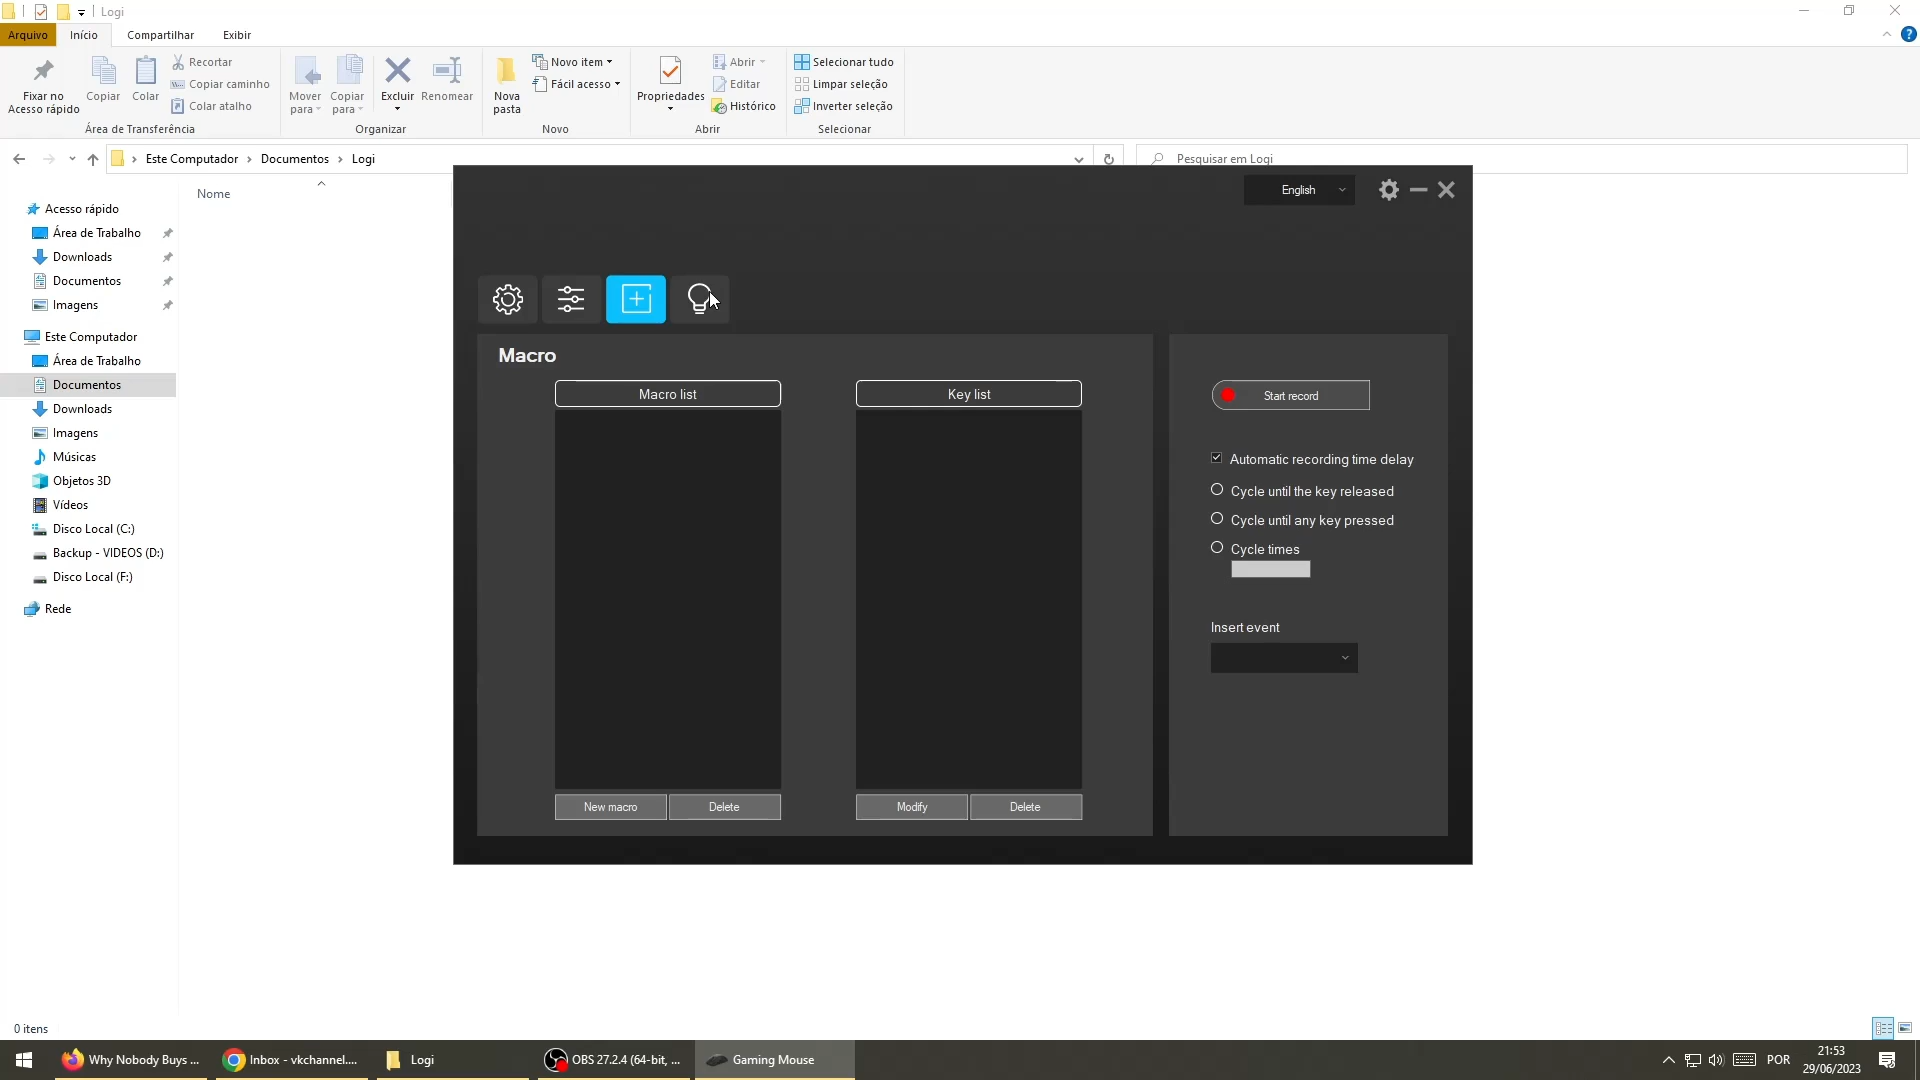 Logi
Arquivo Início Compartilhar Exibir
Fixar no
Acesso rápido
Copiar
Colar
Recortar
Copiar caminho
Colar atalho
Área de Transferência
Mover
para
Copiar
para
Excluir
Renomear
Organizar
Nova
pasta
Novo item
Fácil acesso
Novo
Propriedades
Abrir
Editar
Histórico
Abrir
Selecionar tudo
Limpar seleção
Inverter seleção
Selecionar
Este Computador Documentos Logi
Pesquisar em Logi
Nome
Acesso rápido
Área de Trabalho
Downloads
Documentos
Imagens
Este Computador
Área de Trabalho
Documentos
Downloads
Imagens
Músicas
Objetos 3D
Vídeos
Disco Local (C:)
Backup - VIDEOS (D:)
Disco Local (F:)
Rede
0 itens
English
Macro
Macro list
Key list
New macro
Delete
Modify
Delete
Start record
Automatic recording time delay
Cycle until the key released
Cycle until any key pressed
Cycle times
Insert event
Why Nobody Buys ...
Inbox - vkchannel....
Logi
OBS 27.2.4 (64-bit, ...
Gaming Mouse
POR
21:53
29/06/2023